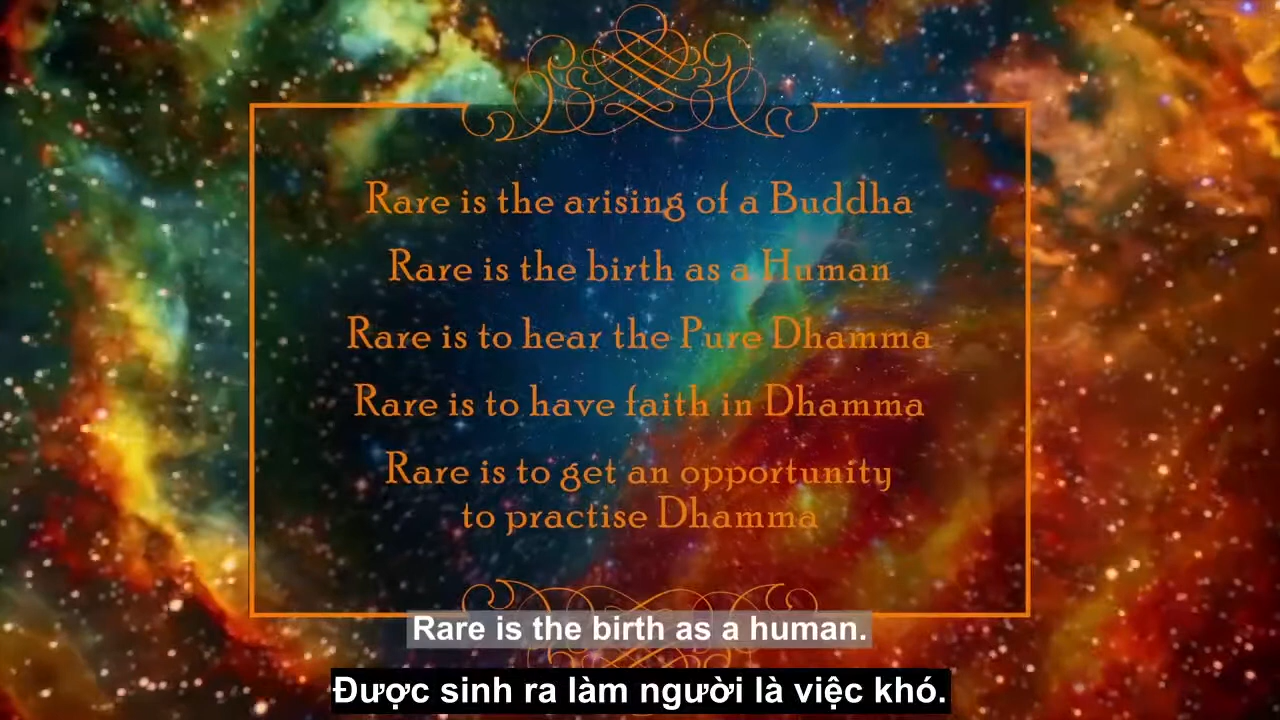 Rare is the arising of a Buddha
Rare is the birth as a Human
Rare is to hear the Pure Dhamma
Rare is to have faith in Dhamma
Rare is to get an opportunity
to practise Dhamma
Rare is the birth as a human.
Được sinh ra làm người là việc khó.